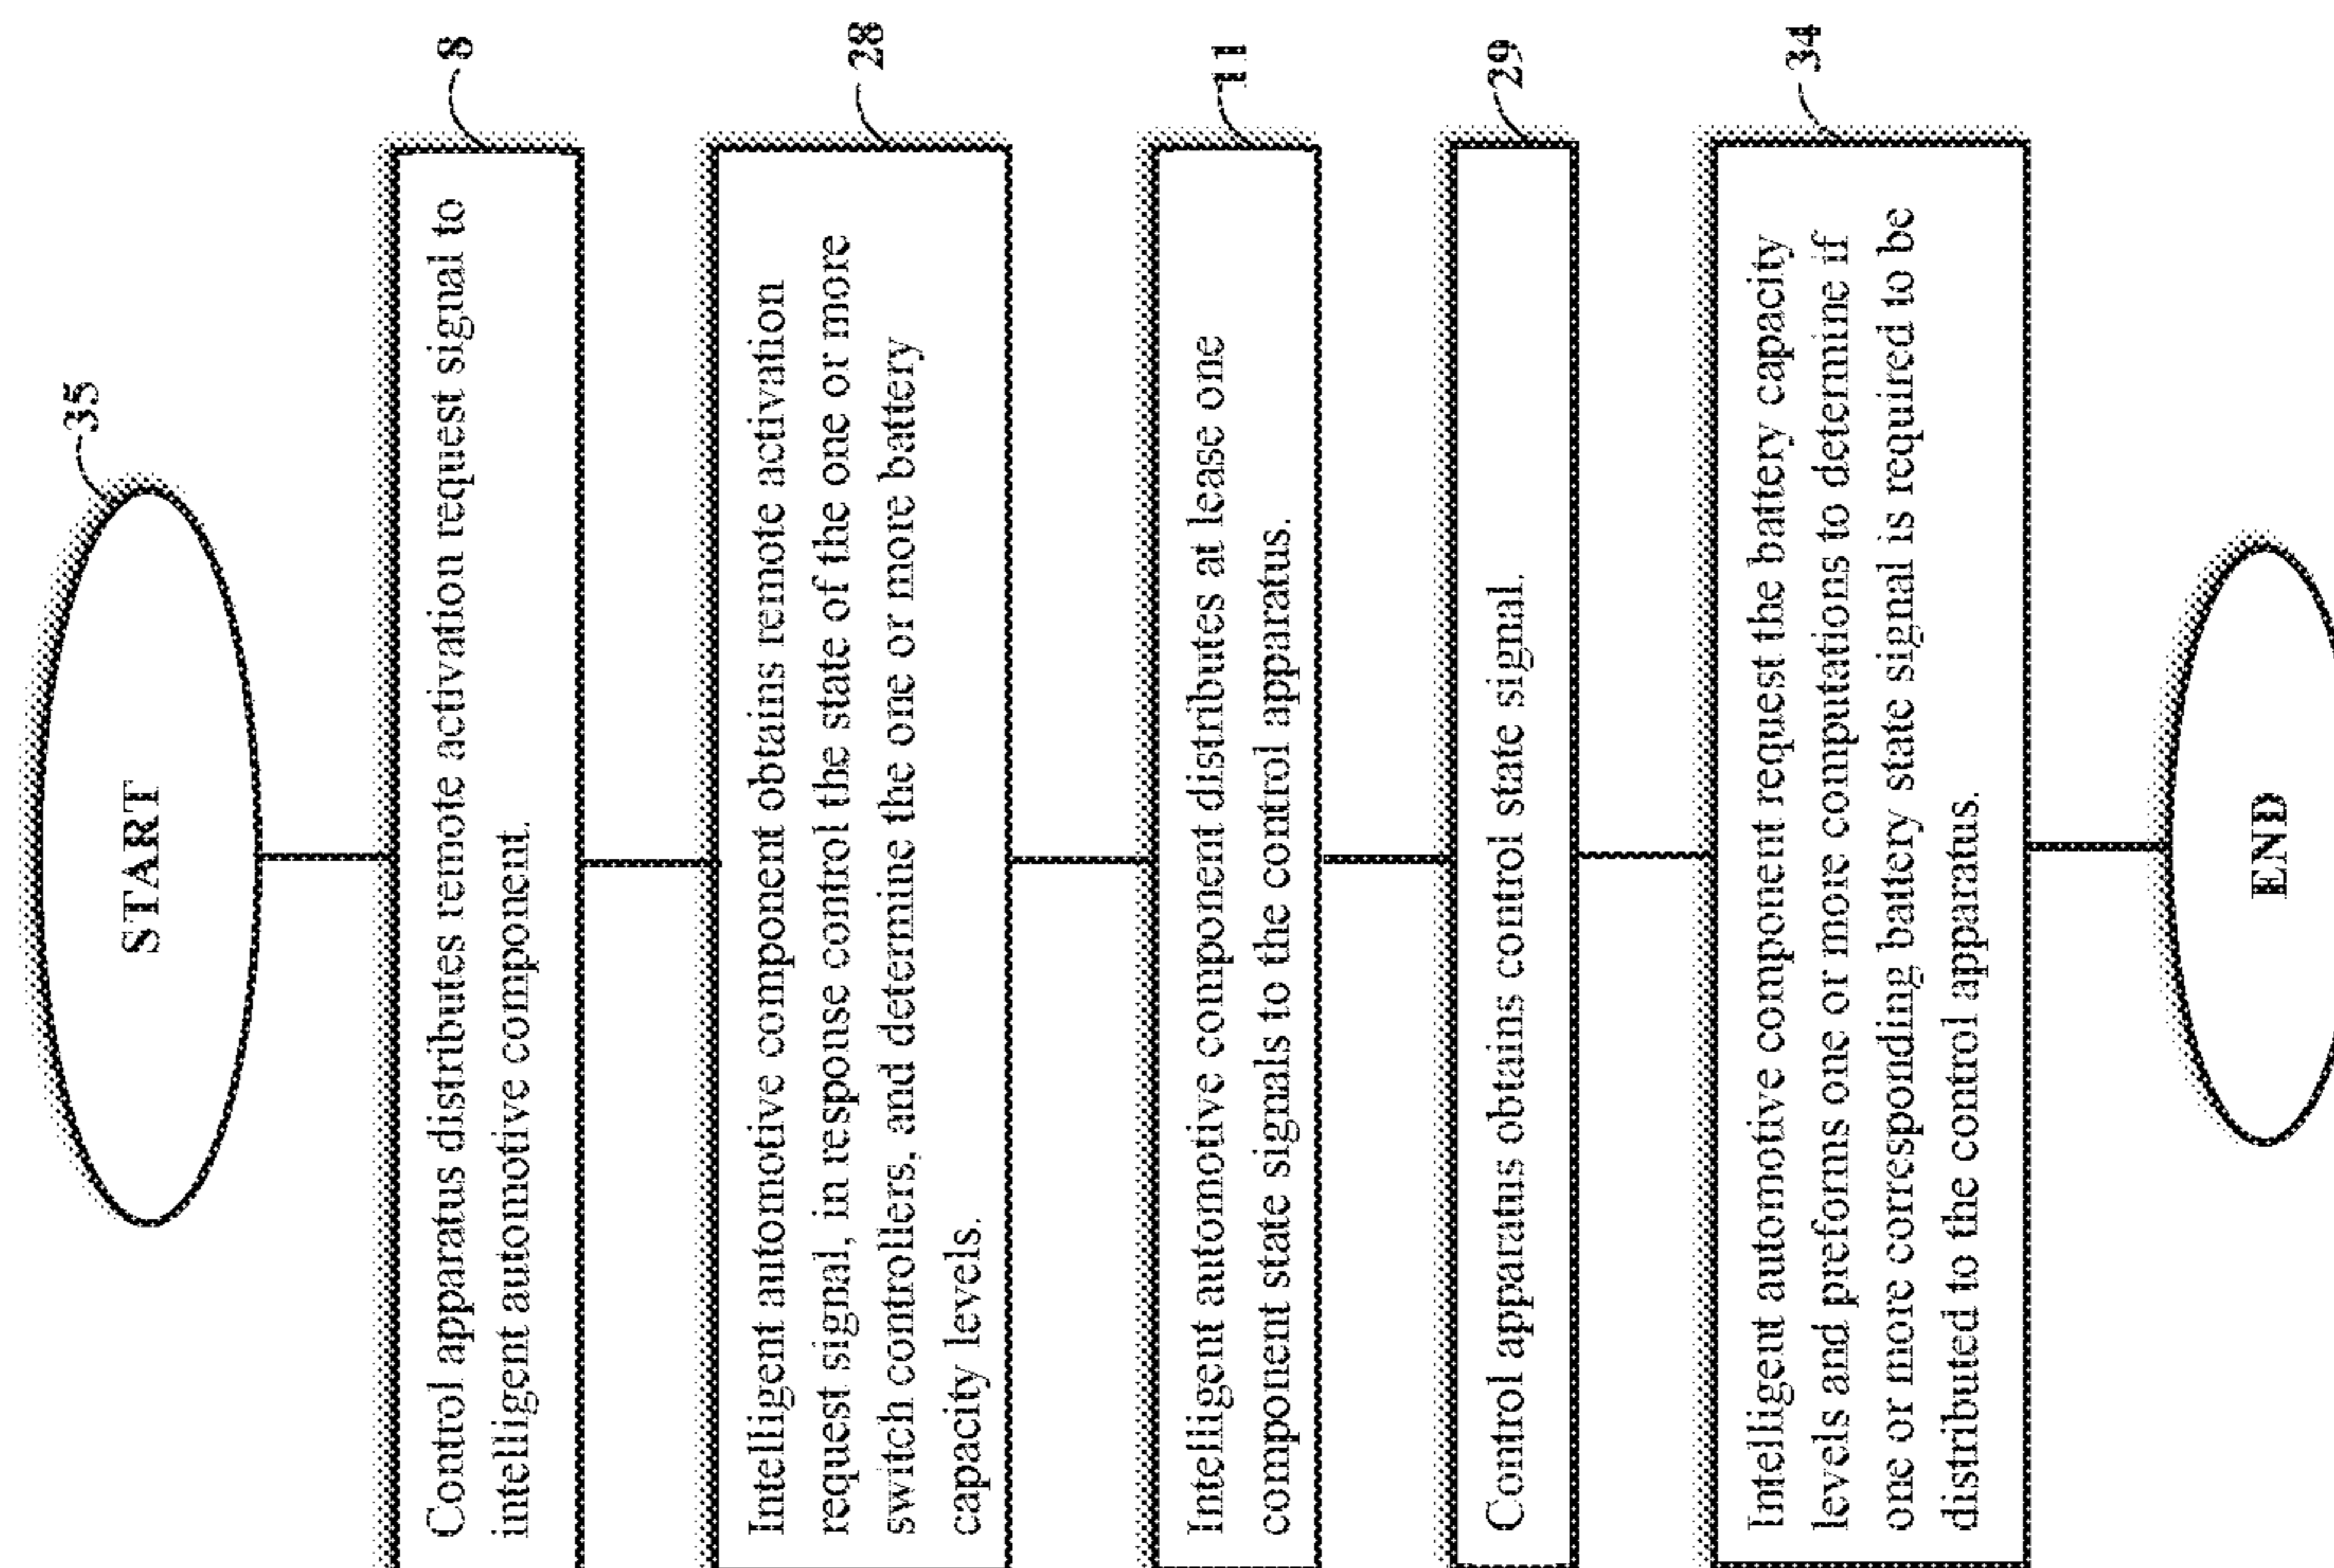 35
START
8
Control apparatus distributes remote activation request signal to
intelligent automotive component.
28
Intelligent automotive component obtains remote activation
request signal, in response control the state of the one or more
switch controllers, and determine the one or more battery
capacity levels.
11
Intelligent automotive component distributes at lease one
component state signals to the control apparatus.
29
Control apparatus obtains control state signal.
34
Intelligent automotive component request the battery capacity
levels and preforms one or more computations to determine if
one or more corresponding battery state signal is required to be
distributed to the control apparatus.
END